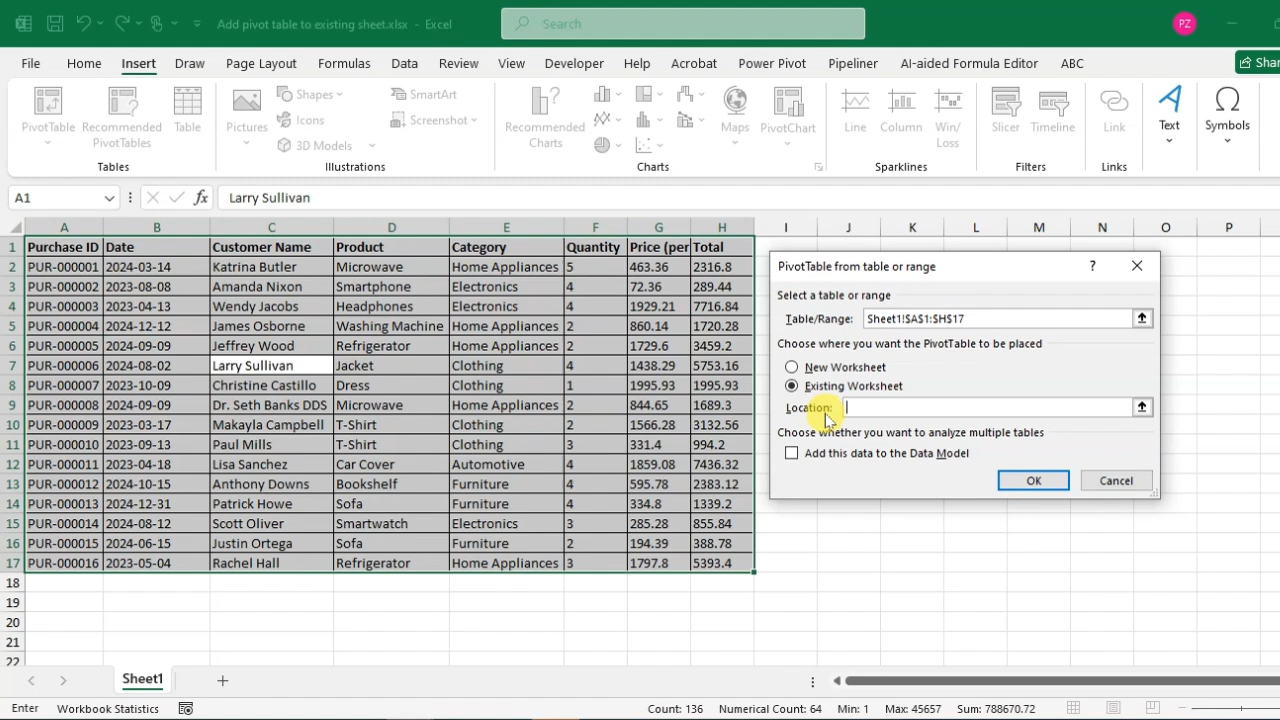 Add pivot table to existing sheet.xlsx - Excel
Search
PZ
File Home Insert Draw Page Layout Formulas Data Review View Developer Help Acrobat Power Pivot Pipeliner AI-aided Formula Editor ABC
Shar
PivotTable
Recommended
PivotTables
Table
Tables
Pictures
Shapes
Icons
3D Models
SmartArt
Screenshot
Illustrations
Recommended
Charts
Maps
PivotChart
Charts
Line
Column
Win/
Loss
Sparklines
Slicer
Timeline
Filters
Link
Links
Text
Symbols
A1
fx
Larry Sullivan
A B C D E F G H I J K L M N O P
1 Purchase ID Date Customer Name Product Category Quantity Price (per Total
2 PUR-000001 2024-03-14 Katrina Butler Microwave Home Appliances 5 463.36 2316.8
3 PUR-000002 2023-08-08 Amanda Nixon Smartphone Electronics 4 72.36 289.44
4 PUR-000003 2023-04-13 Wendy Jacobs Headphones Electronics 4 1929.21 7716.84
5 PUR-000004 2024-12-12 James Osborne Washing Machine Home Appliances 2 860.14 1720.28
6 PUR-000005 2024-09-09 Jeffrey Wood Refrigerator Home Appliances 2 1729.6 3459.2
7 PUR-000006 2024-08-02 Larry Sullivan Jacket Clothing 4 1438.29 5753.16
8 PUR-000007 2023-10-09 Christine Castillo Dress Clothing 1 1995.93 1995.93
9 PUR-000008 2024-09-09 Dr. Seth Banks DDS Microwave Home Appliances 2 844.65 1689.3
10 PUR-000009 2023-03-17 Makayla Campbell T-Shirt Clothing 2 1566.28 3132.56
11 PUR-000010 2023-09-13 Paul Mills T-Shirt Clothing 3 331.4 994.2
12 PUR-000011 2023-04-18 Lisa Sanchez Car Cover Automotive 4 1859.08 7436.32
13 PUR-000012 2024-10-15 Anthony Downs Bookshelf Furniture 4 595.78 2383.12
14 PUR-000013 2024-12-31 Patrick Howe Sofa Furniture 4 334.8 1339.2
15 PUR-000014 2024-08-12 Scott Oliver Smartwatch Electronics 3 285.28 855.84
16 PUR-000015 2024-06-15 Justin Ortega Sofa Furniture 2 194.39 388.78
17 PUR-000016 2023-05-04 Rachel Hall Refrigerator Home Appliances 3 1797.8 5393.4
18
19
20
21
22
PivotTable from table or range ?
Select a table or range
Table/Range: Sheet1!$A$1:$H$17
Choose where you want the PivotTable to be placed
New Worksheet
Existing Worksheet
Location:
Choose whether you want to analyze multiple tables
Add this data to the Data Model
OK Cancel
Sheet1
Enter Workbook Statistics Count: 136 Numerical Count: 64 Min: 1 Max: 45657 Sum: 788670.72